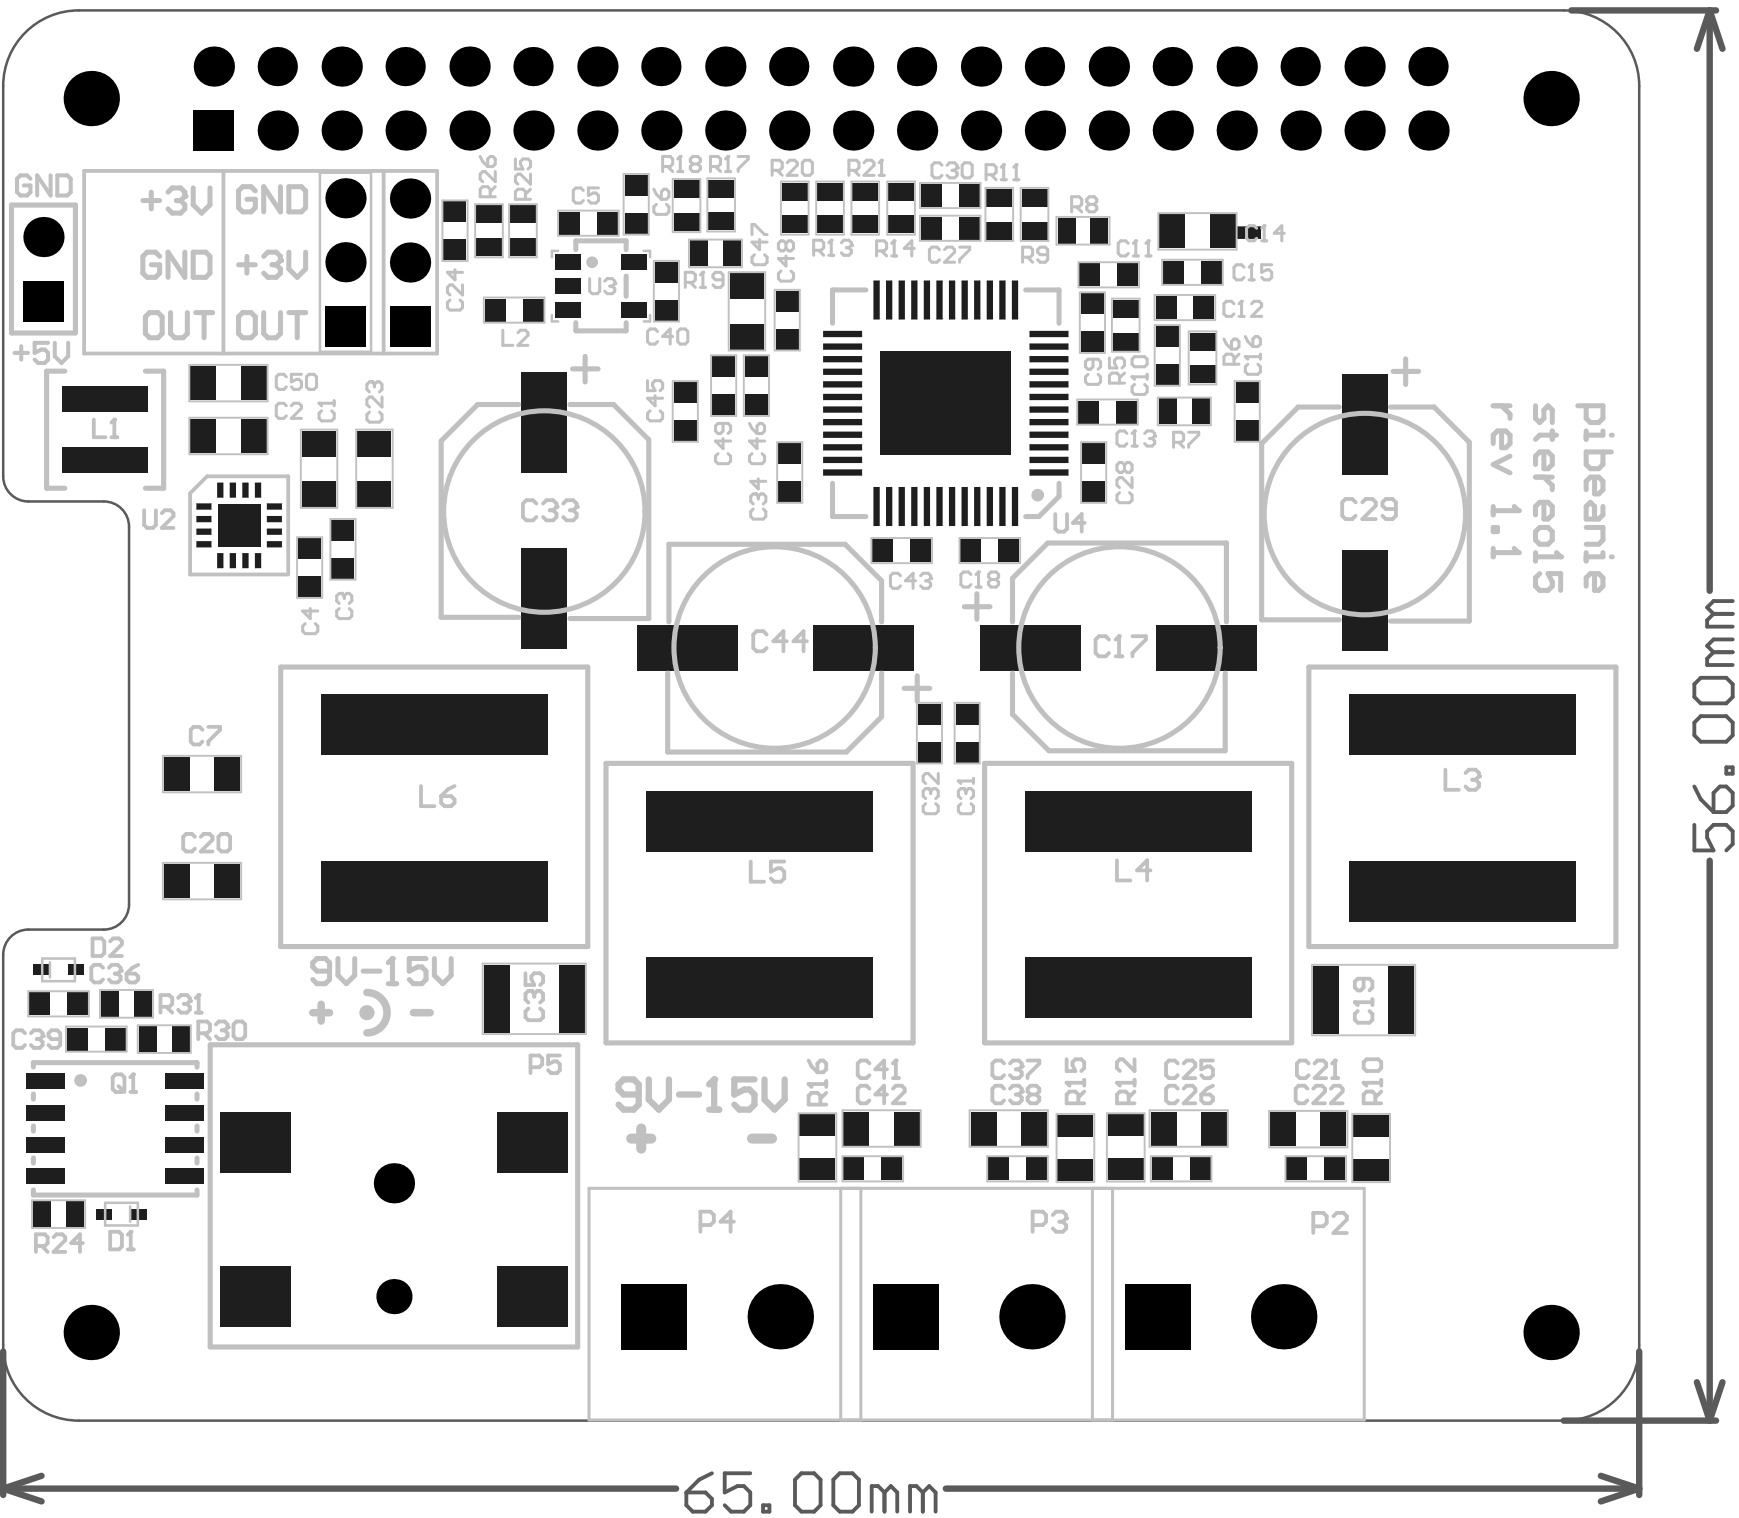 R26
R25
R18
R17
R20
R21
C30
R11
GND
+3V
GND
C5
C6
R8
C14
GND
+3V
R13
R14
C27
R9
C11
C47
C48
C15
C24
U3
R19
C12
OUT
OUT
L2
C40
+5V
C9
R5
C10
R6
C16
C50
C2
C1
C23
C45
L1
C49
C46
C13
R7
C34
C28
U2
C33
U4
C29
pibeanie
stereo15
rev 1.1
C43
C18
C4
C3
C44
C17
56.00mm
C7
L6
C32
C31
L3
C20
L5
L4
D2
C36
9V-15V
+ -
C35
C19
R31
C39
R30
P5
Q1
9V-15V
+ -
R16
C41
C42
C37
C38
R15
R12
C25
C26
C21
C22
R10
R24
D1
P4
P3
P2
65.00mm